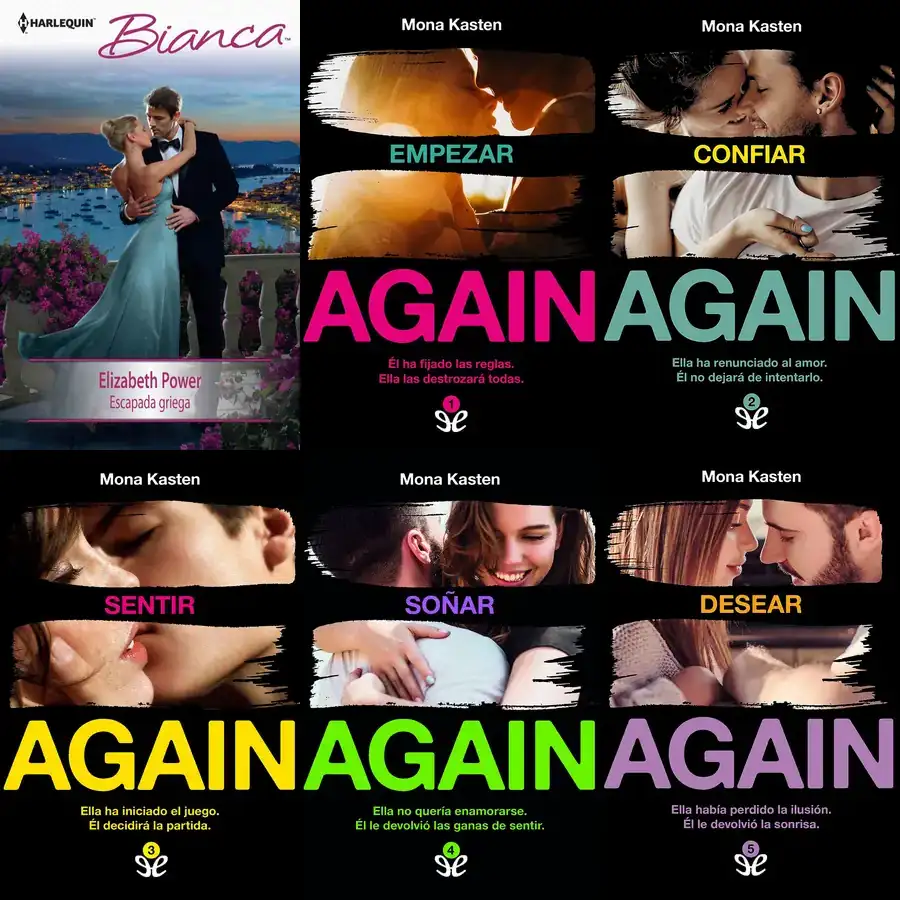 HARLEQUIN™
Bianca™
Elizabeth Power
Escapada griega
Mona Kasten
EMPEZAR
AGAIN
Él ha fijado las reglas.
Ella las destrozará todas.
1
Mona Kasten
CONFIAR
AGAIN
Ella ha renunciado al amor.
Él no dejará de intentarlo.
2
Mona Kasten
SENTIR
AGAIN
Ella ha iniciado el juego.
Él decidirá la partida.
3
Mona Kasten
SOÑAR
AGAIN
Ella no quería enamorarse.
Él le devolvió las ganas de sentir.
4
Mona Kasten
DESEAR
AGAIN
Ella había perdido la ilusión.
Él le devolvió la sonrisa.
5